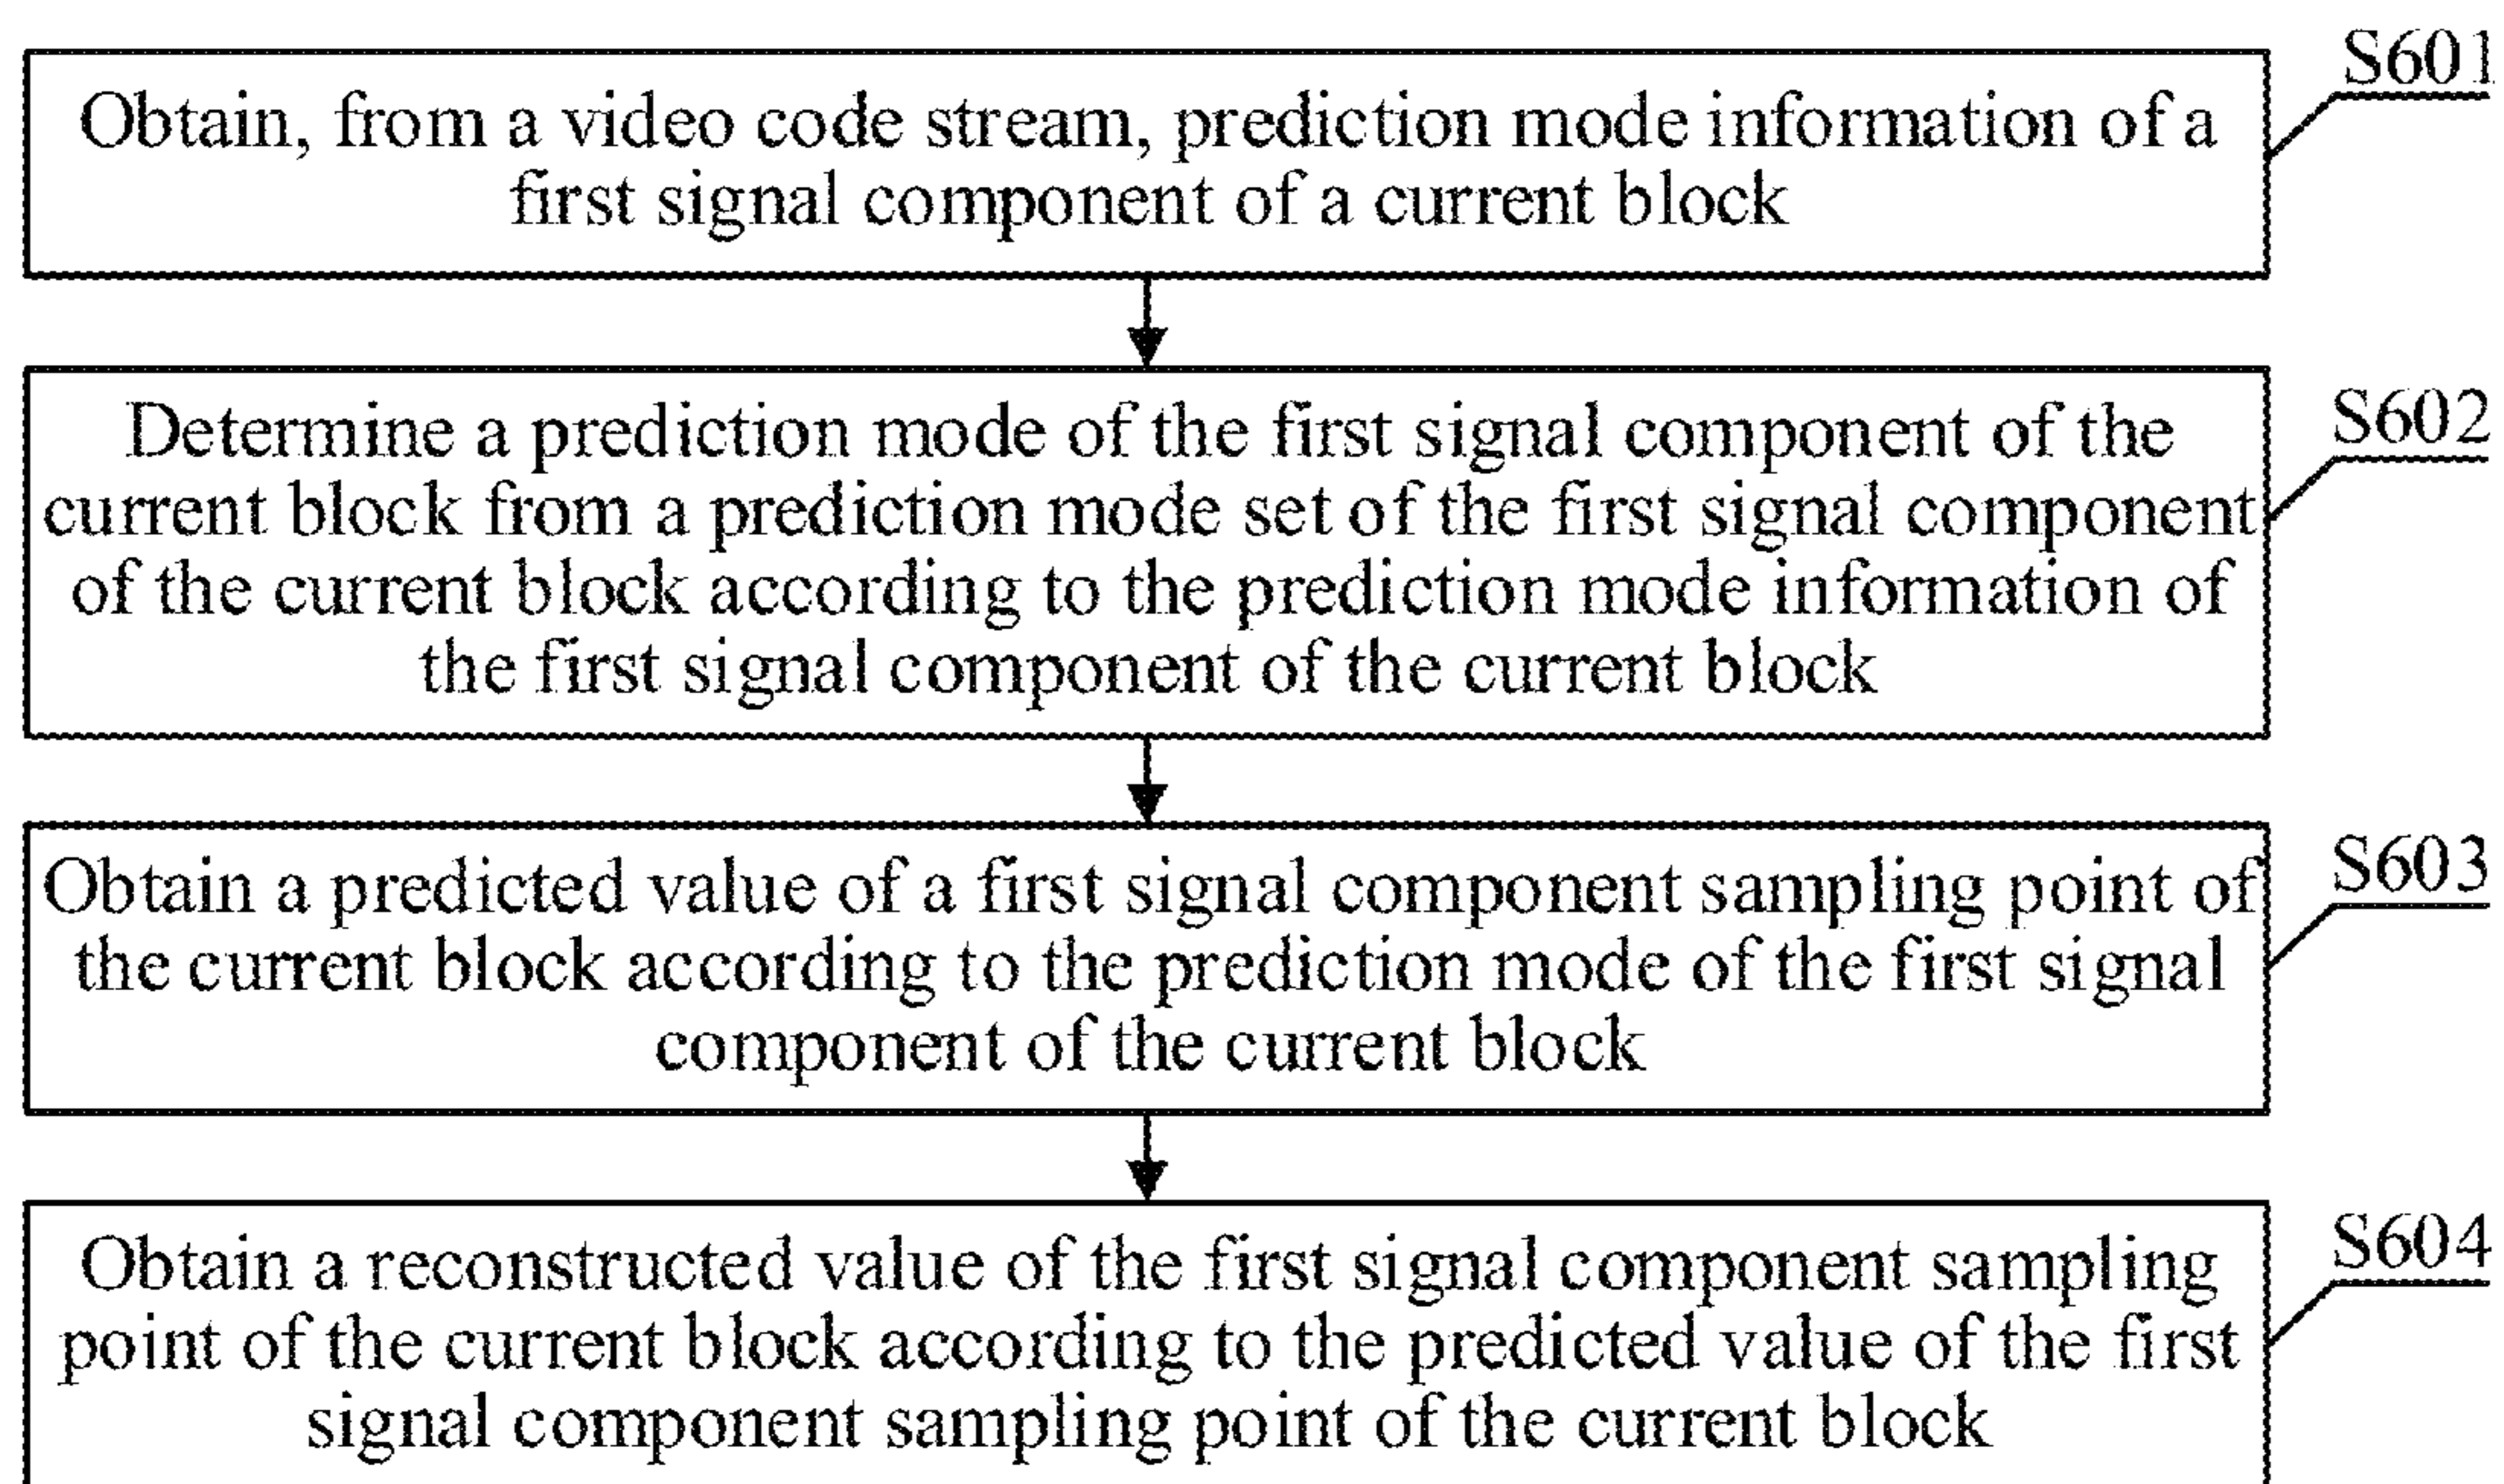 S601
Obtain, from a video code stream, prediction mode information of a
first signal component of a current block
S602
Determine a prediction mode of the first signal component of the
current block from a prediction mode set of the first signal component
of the current block according to the prediction mode information of
the first signal component of the current block
S603
Obtain a predicted value of a first signal component sampling point of
the current block according to the prediction mode of the first signal
component of the current block
S604
Obtain a reconstructed value of the first signal component sampling
point of the current block according to the predicted value of the first
signal component sampling point of the current block